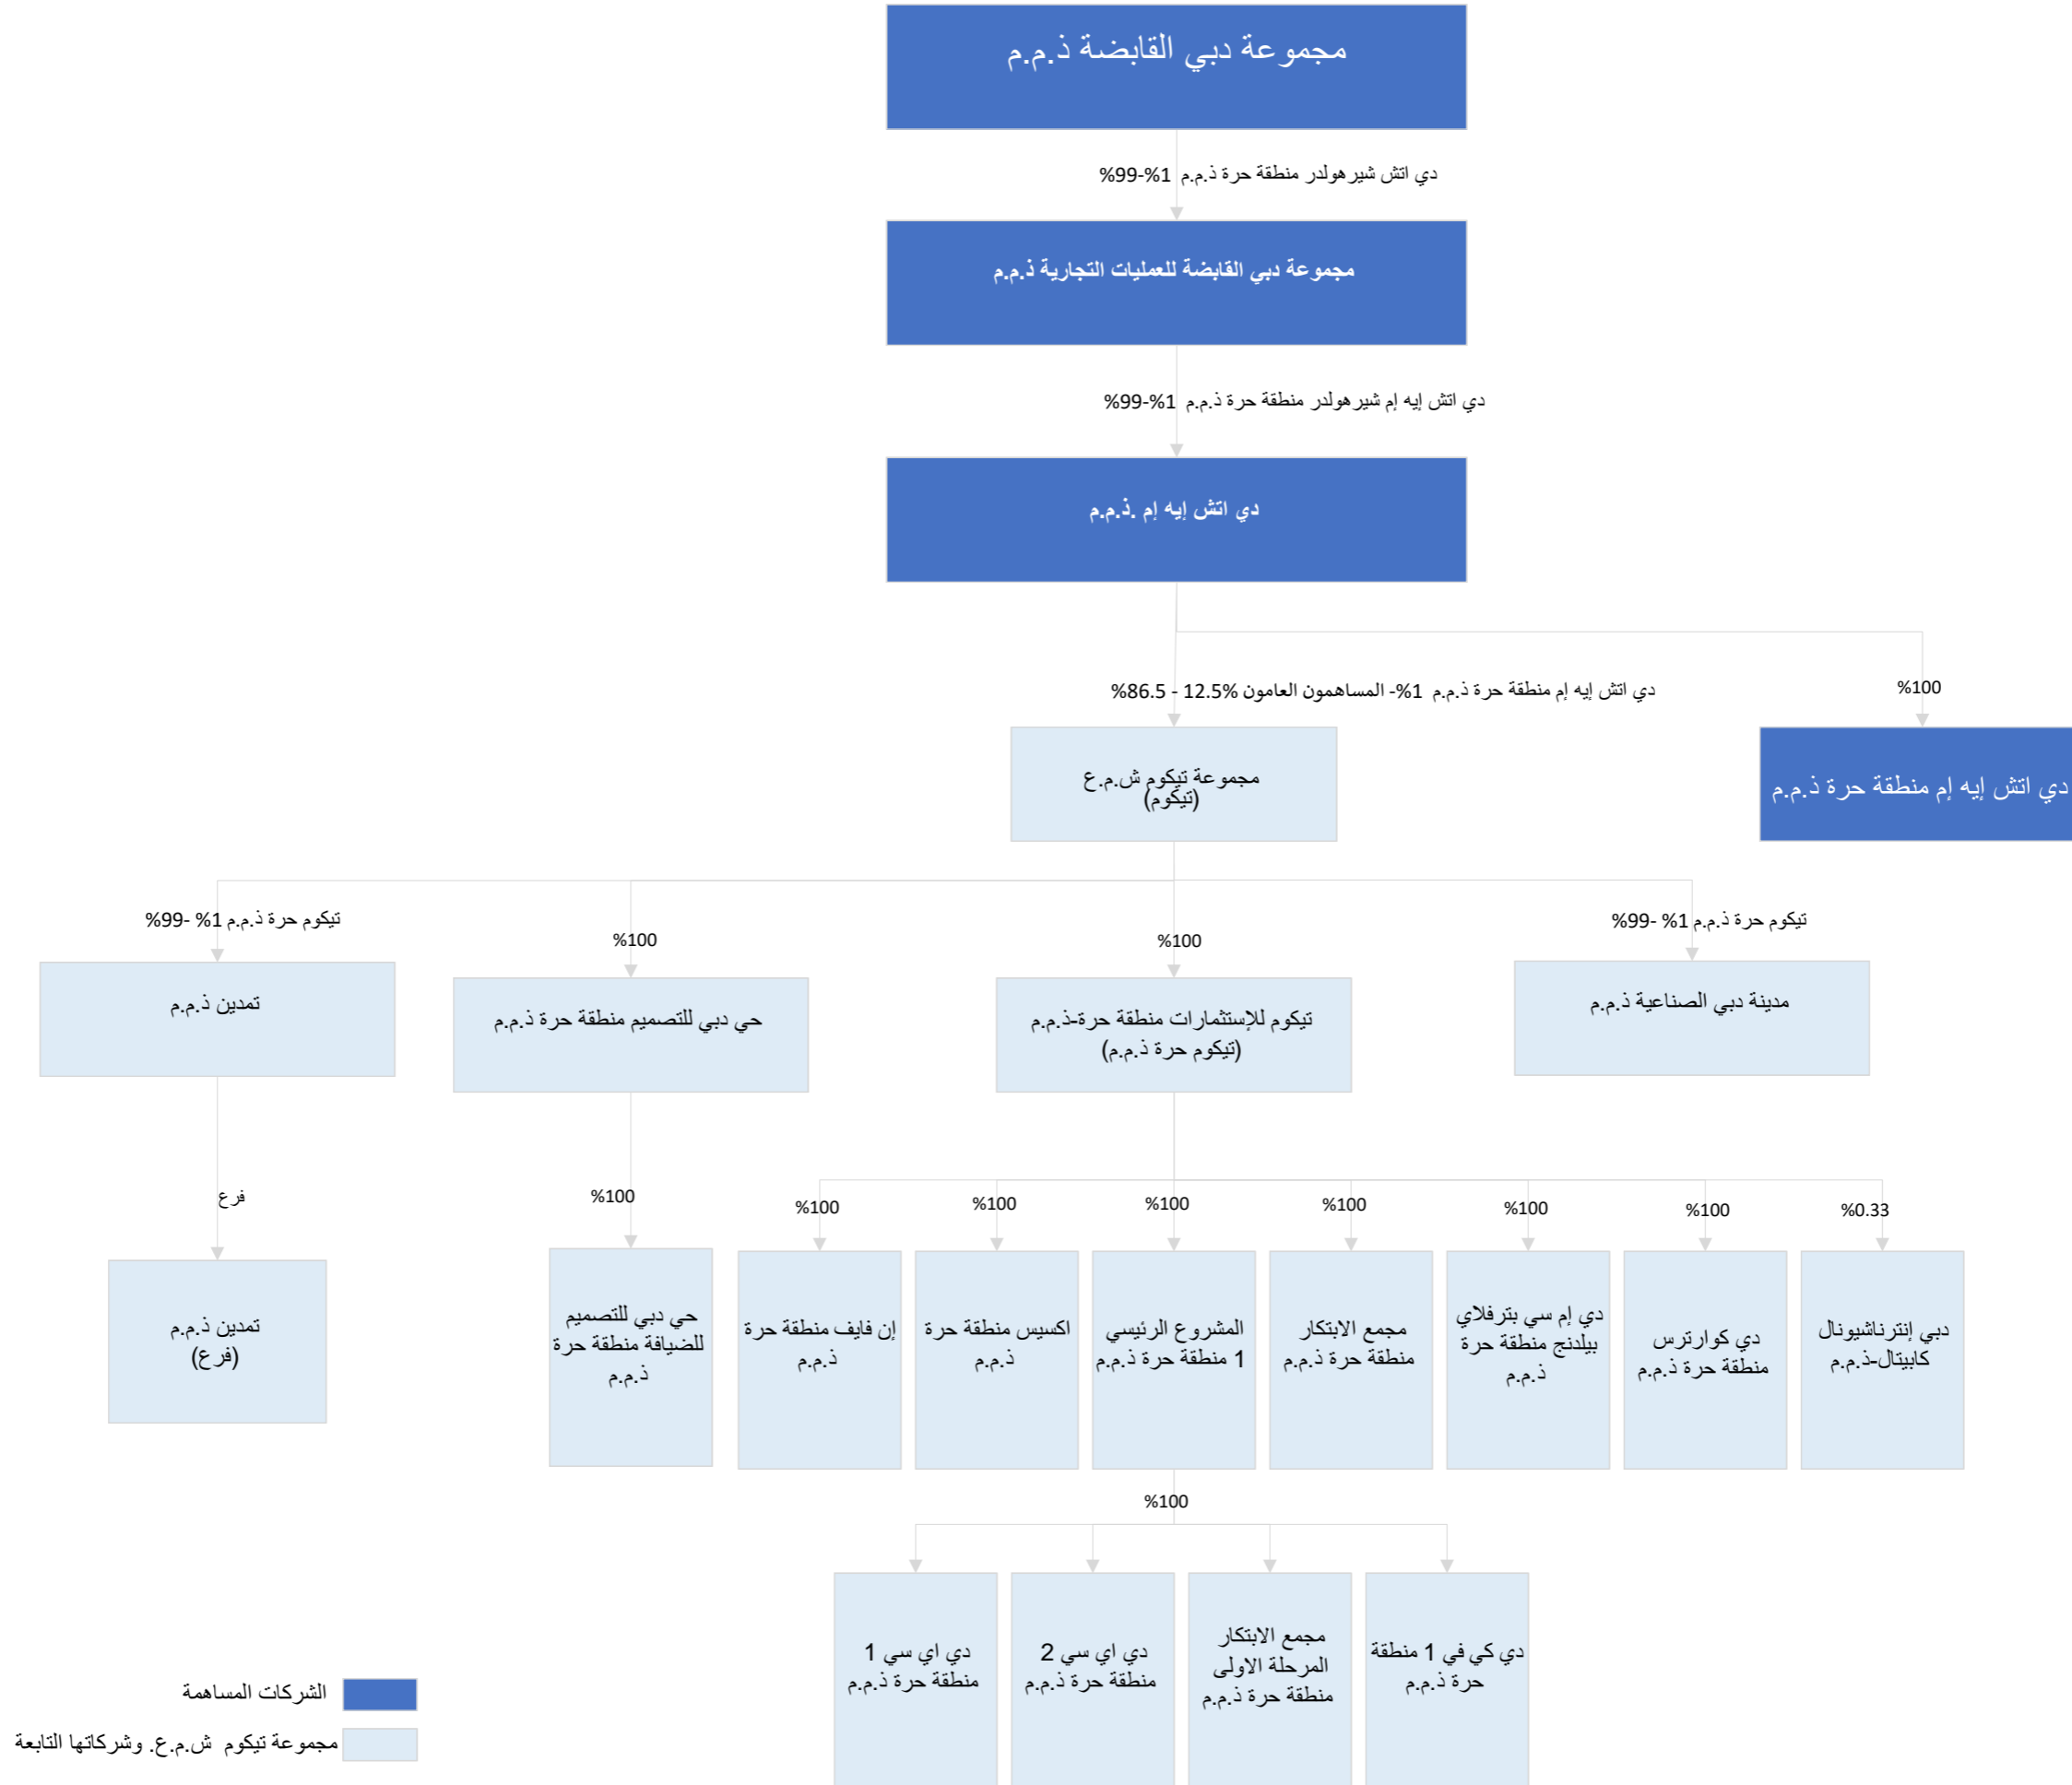 مجموعة دبي القابضة ذ.م.م
دي اتش شيرهولدر منطقة حرة ذ.م.م 1%-99%
مجموعة دبي القابضة للعمليات التجارية ذ.م.م
دي اتش إيه إم شيرهولدر منطقة حرة ذ.م.م 1%-99%
دي اتش إيه إم .ذ.م.م
دي اتش إيه إم منطقة حرة ذ.م.م 1%- المساهمون العامون %12.5 - 86.5%
%100
مجموعة تيكوم ش.م.ع
(تيكوم)
دي اتش إيه إم منطقة حرة ذ.م.م
تيكوم حرة ذ.م.م 1% -99%
%100
%100
تيكوم حرة ذ.م.م 1% -99%
مدينة دبي الصناعية ذ.م.م
تيكوم للإستثمارات منطقة حرة-ذ.م.م
(تيكوم حرة ذ.م.م)
حي دبي للتصميم منطقة حرة ذ.م.م
تمدين ذ.م.م
%0.33
%100
%100
%100
%100
%100
%100
%100
فرع
دبي إنترناشيونال
كابيتال-ذ.م.م
دي كوارترس
منطقة حرة ذ.م.م
دي إم سي بترفلاي
بيلدنج منطقة حرة
ذ.م.م
مجمع الابتكار
منطقة حرة ذ.م.م
المشروع الرئيسي
1 منطقة حرة ذ.م.م
اكسيس منطقة حرة
ذ.م.م
إن فايف منطقة حرة
ذ.م.م
حي دبي للتصميم
للضيافة منطقة حرة
ذ.م.م
تمدين ذ.م.م
(فرع)
%100
دي كي في 1 منطقة
حرة ذ.م.م
مجمع الابتكار
المرحلة الاولى
منطقة حرة ذ.م.م
دي اي سي 2
منطقة حرة ذ.م.م
دي اي سي 1
منطقة حرة ذ.م.م
الشركات المساهمة
مجموعة تيكوم ش.م.ع. وشركاتها التابعة